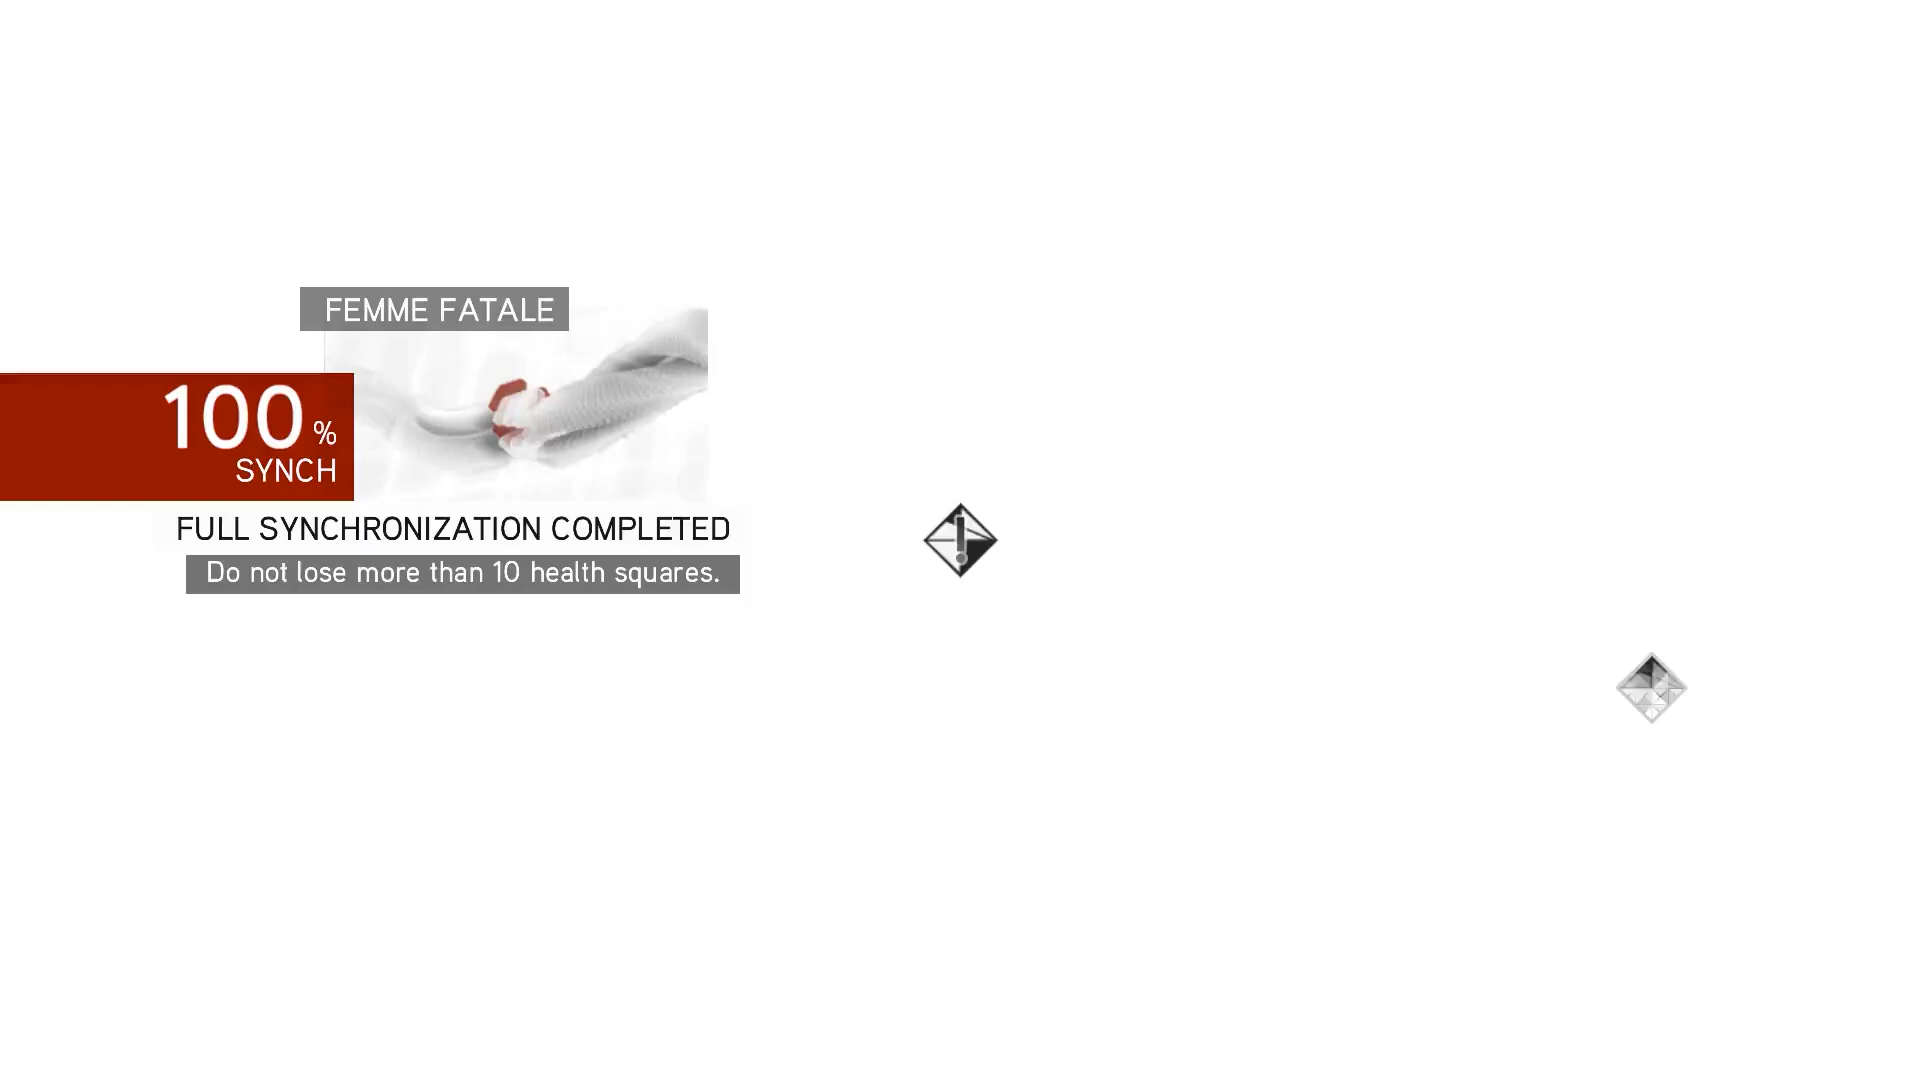 FEMME FATALE
100 %
SYNCH
FULL SYNCHRONIZATION COMPLETED
Do not lose more than 10 health squares.